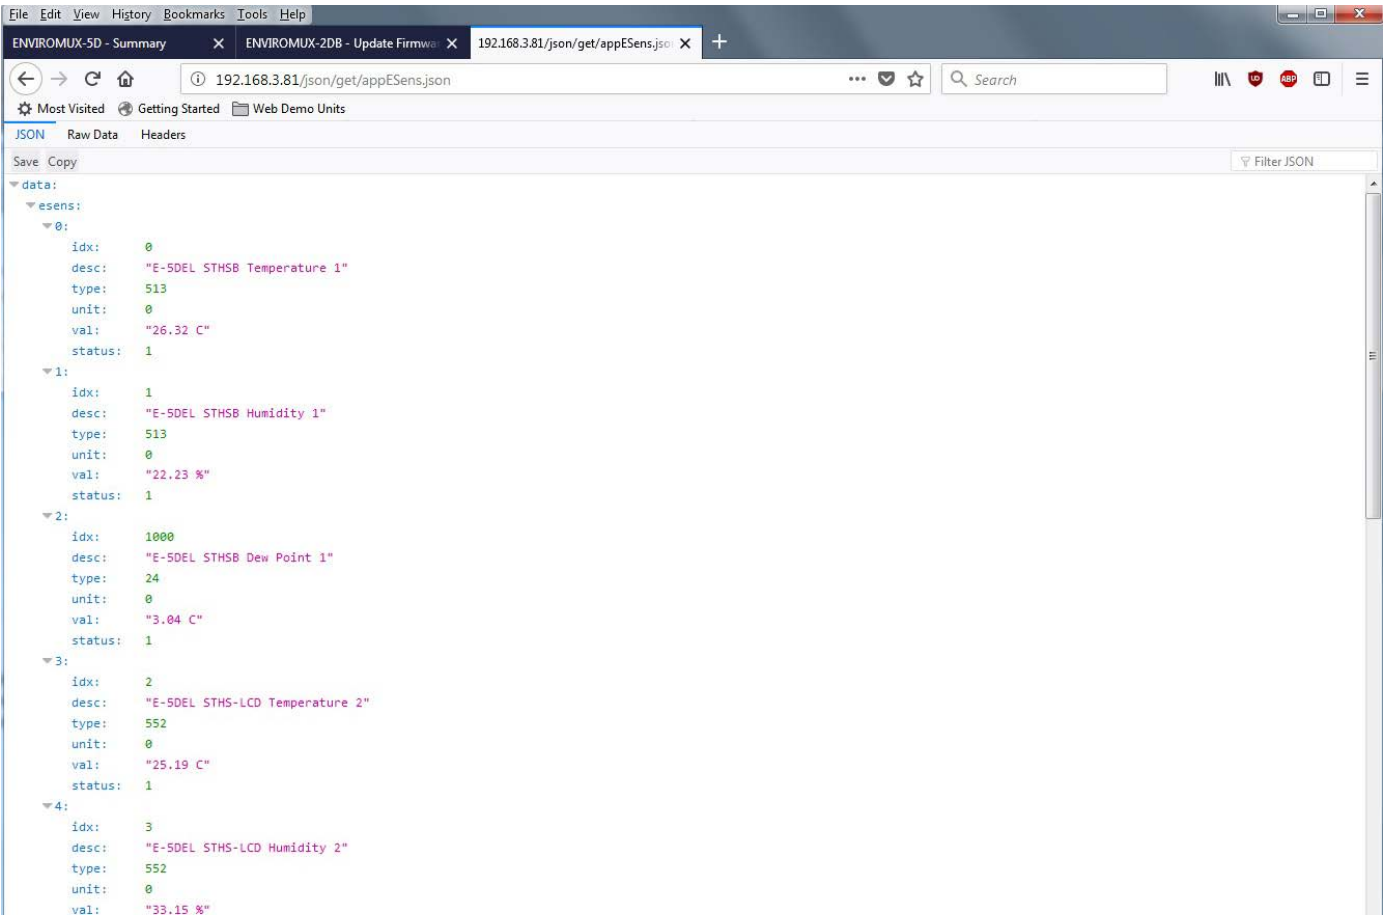 File Edit View History Bookmarks Tools Help
ENVIROMUX-5D - Summary ENVIROMUX-2DB - Update Firmwa 192.168.3.81/json/get/appESens.jso
192.168.3.81/json/get/appESens.json Search
Most Visited Getting Started Web Demo Units
JSON Raw Data Headers
Save Copy Filter JSON
data:
esens:
0:
idx: 0
desc: "E-5DEL STHSB Temperature 1"
type: 513
unit: 0
val: "26.32 C"
status: 1
1:
idx: 1
desc: "E-5DEL STHSB Humidity 1"
type: 513
unit: 0
val: "22.23 %"
status: 1
2:
idx: 1000
desc: "E-5DEL STHSB Dew Point 1"
type: 24
unit: 0
val: "3.04 C"
status: 1
3:
idx: 2
desc: "E-5DEL STHS-LCD Temperature 2"
type: 552
unit: 0
val: "25.19 C"
status: 1
4:
idx: 3
desc: "E-5DEL STHS-LCD Humidity 2"
type: 552
unit: 0
val: "33.15 %"